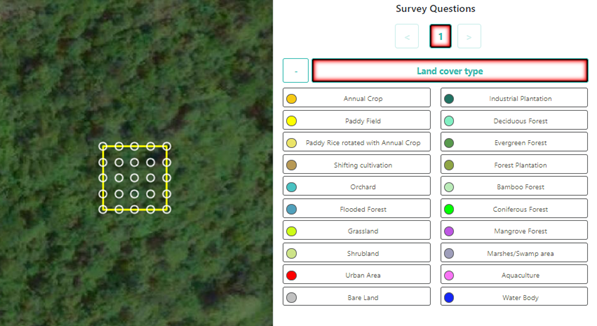 Survey Questions
<
1
>
-
Land cover type
Annual Crop
Industrial Plantation
Paddy Field
Deciduous Forest
Paddy Rice rotated with Annual Crop
Evergreen Forest
Shifting cultivation
Forest Plantation
Orchard
Bamboo Forest
Flooded Forest
Coniferous Forest
Grassland
Mangrove Forest
Shrubland
Marshes/Swamp area
Urban Area
Aquaculture
Bare Land
Water Body